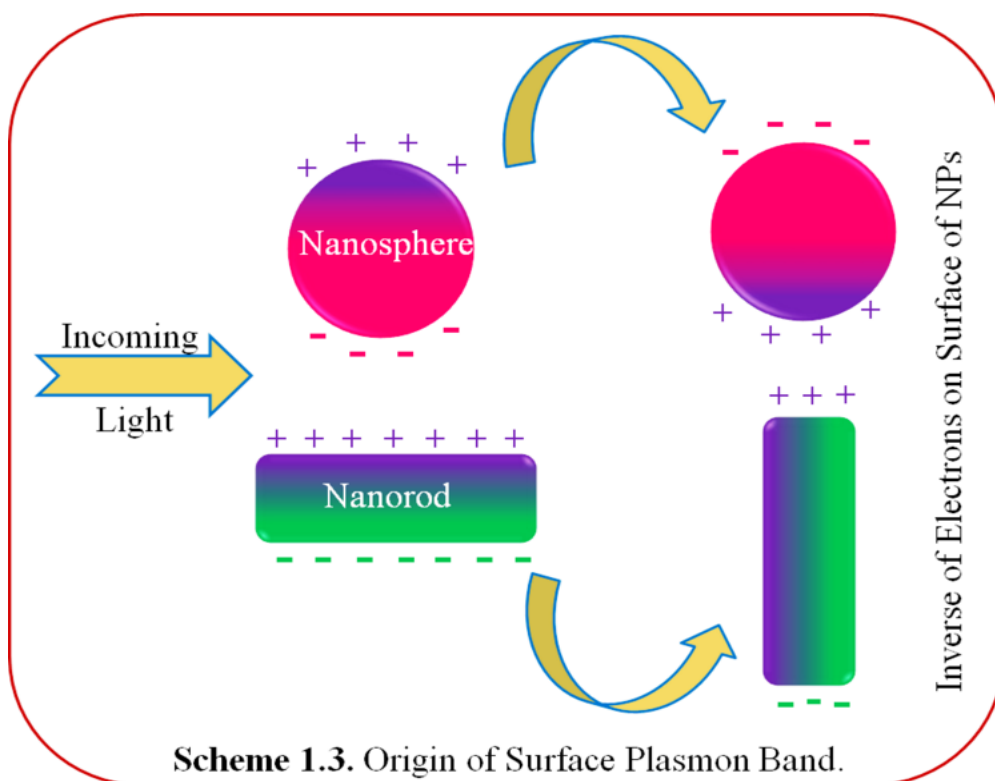 + + + +
Nanosphere
- - - -
Incoming
Light
+ + + + + + +
Nanorod
- - - - - - -
- - - -
+ + + +
+ + +
- - -
Inverse of Electrons on Surface of NPs
Scheme 1.3. Origin of Surface Plasmon Band.